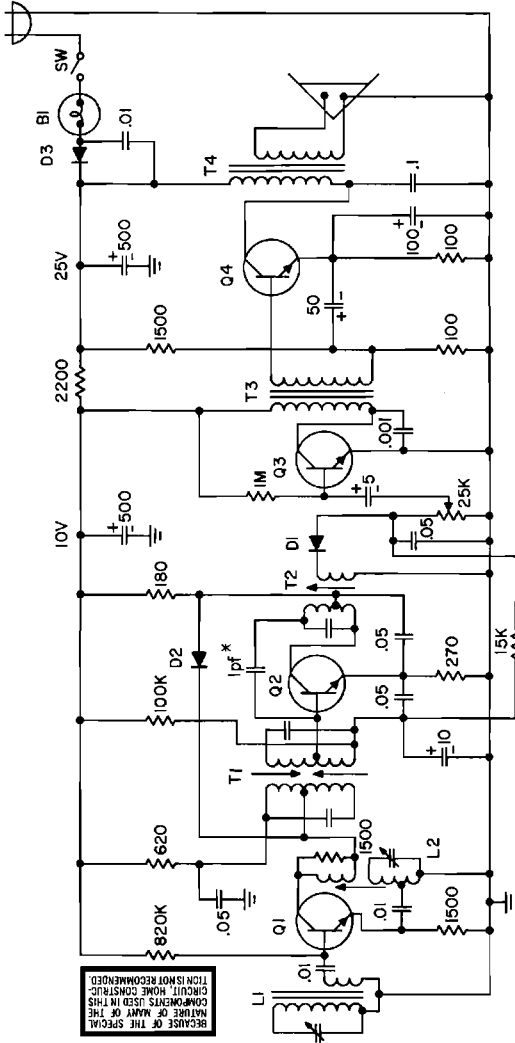 SW
B1
D3
.01
T4
25V
+
500
-
Q4
100
+
-
.1
50
+
-
100
1500
2200
T3
100
Q3
.001
1M
+
5
-
25K
.05
D1
10V
+
500
-
T2
180
1pf*
D2
Q2
.05
.05
270
15K
100K
T1
+
10
-
620
.05
1500
L2
820K
Q1
.01
1500
.01
L1
BECAUSE OF THE SPECIAL
NATURE OF MANY OF THE
COMPONENTS USED IN THIS
CIRCUIT, HOME CONSTRUC-
TION IS NOT RECOMMENDED.